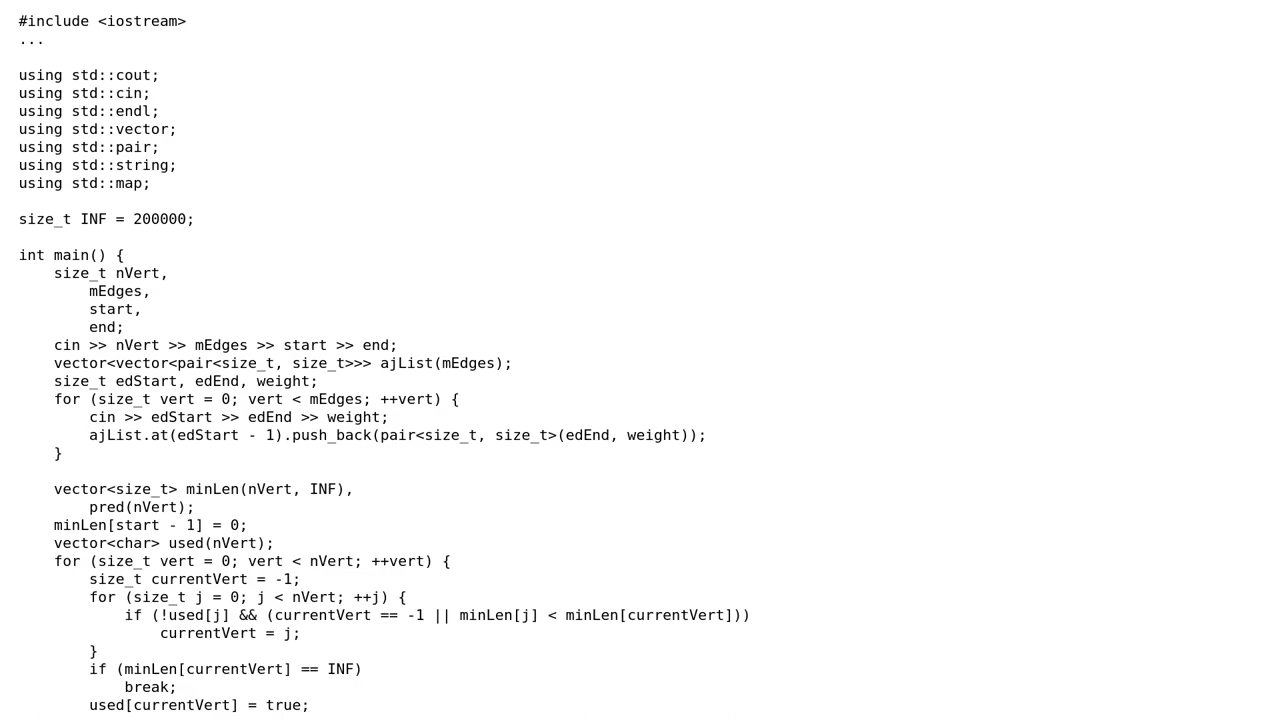 #include <iostream>
...

using std::cout;
using std::cin;
using std::endl;
using std::vector;
using std::pair;
using std::string;
using std::map;

size_t INF = 200000;

int main() {
    size_t nVert,
        mEdges,
        start,
        end;
    cin >> nVert >> mEdges >> start >> end;
    vector<vector<pair<size_t, size_t>>> ajList(mEdges);
    size_t edStart, edEnd, weight;
    for (size_t vert = 0; vert < mEdges; ++vert) {
        cin >> edStart >> edEnd >> weight;
        ajList.at(edStart - 1).push_back(pair<size_t, size_t>(edEnd, weight));
    }

    vector<size_t> minLen(nVert, INF),
        pred(nVert);
    minLen[start - 1] = 0;
    vector<char> used(nVert);
    for (size_t vert = 0; vert < nVert; ++vert) {
        size_t currentVert = -1;
        for (size_t j = 0; j < nVert; ++j) {
            if (!used[j] && (currentVert == -1 || minLen[j] < minLen[currentVert]))
                currentVert = j;
        }
        if (minLen[currentVert] == INF)
            break;
        used[currentVert] = true;